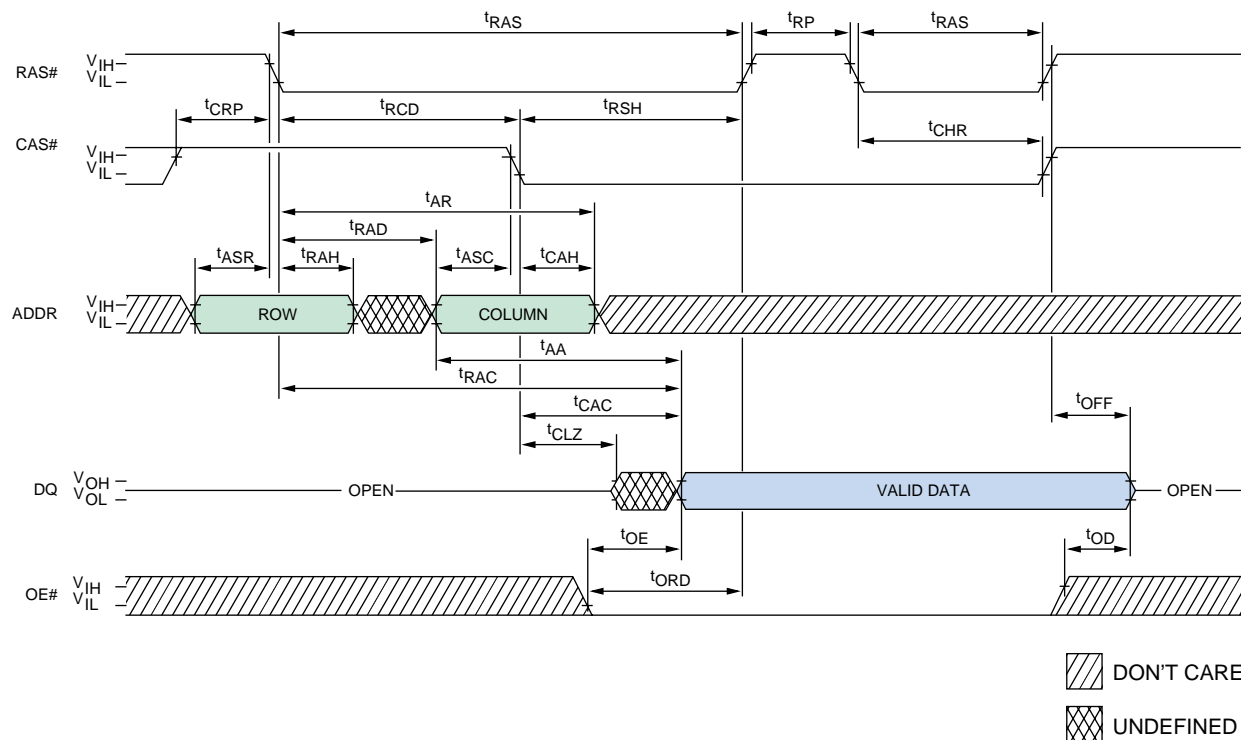 tRAS tRP tRAS
RAS# VIH VIL
tCRP tRCD tRSH
tCHR
CAS# VIH VIL
tAR
tRAD
tASR tRAH tASC tCAH
ADDR VIH VIL ROW COLUMN
tAA
tRAC
tCAC tOFF
tCLZ
DQ VOH VOL OPEN VALID DATA OPEN
tOE tOD
tORD
OE# VIH VIL
DON'T CARE
UNDEFINED